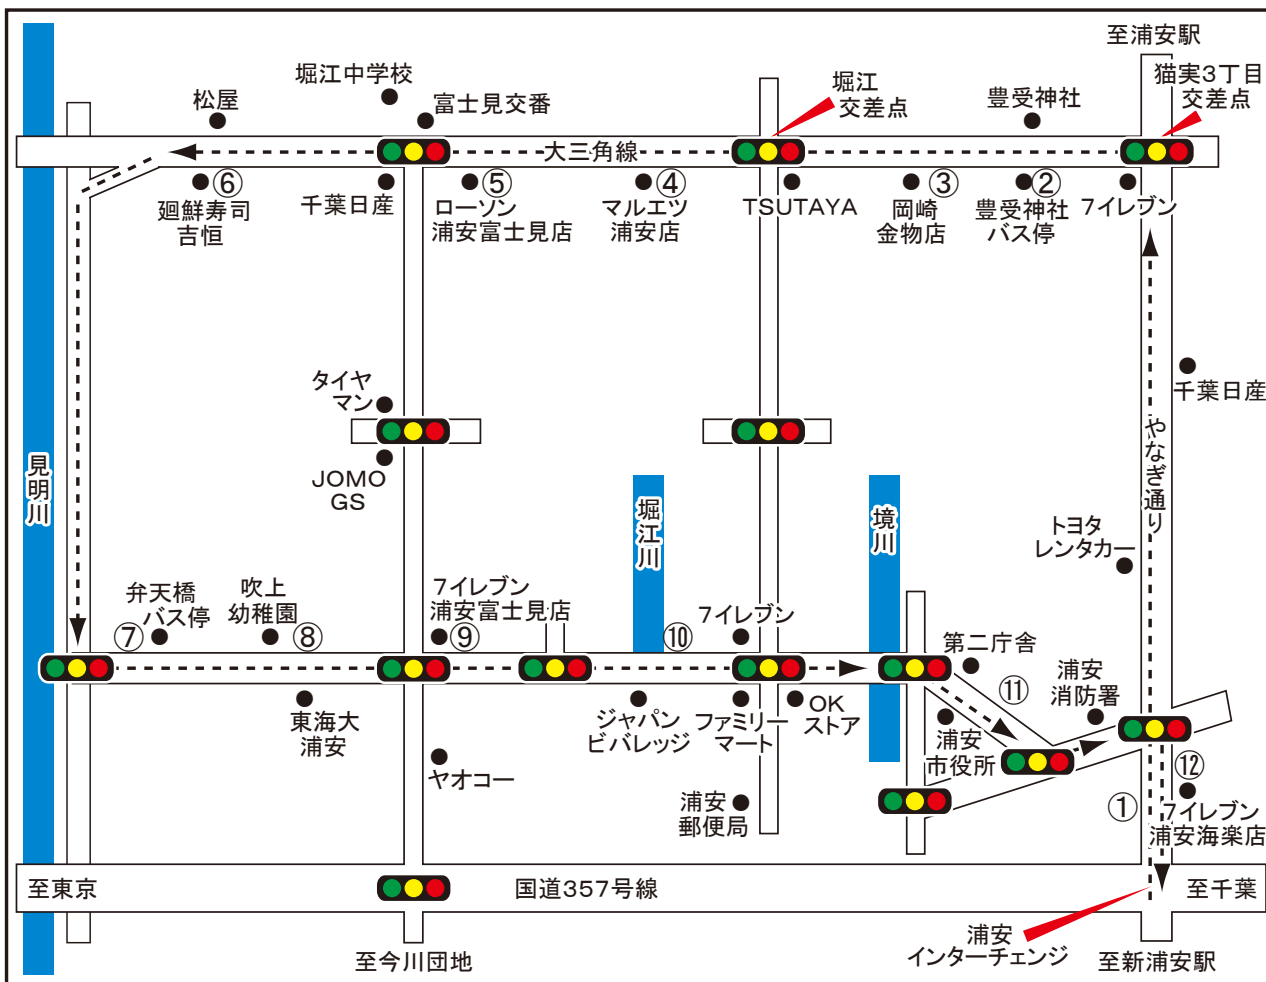 至浦安駅
堀江中学校
富士見交番
松屋
堀江
交差点
豊受神社
猫実3丁目
交差点
大三角線
⑥
廻鮮寿司
吉恒
千葉日産
⑤
ローソン
浦安富士見店
④
マルエツ
浦安店
TSUTAYA
③
岡崎
金物店
②
豊受神社
バス停
7イレブン
千葉日産
タイヤ
マン
JOMO
GS
やなぎ通り
見明川
堀江川
境川
トヨタ
レンタカー
弁天橋
バス停
⑦
吹上
幼稚園
⑧
7イレブン
浦安富士見店
⑨
⑩
7イレブン
第二庁舎
⑪
浦安
消防署
東海大
浦安
ジャパン
ビバレッジ
ファミリー
マート
OK
ストア
浦安
市役所
ヤオコー
浦安
郵便局
①
⑫
7イレブン
浦安海楽店
至東京
国道357号線
至千葉
浦安
インターチェンジ
至今川団地
至新浦安駅